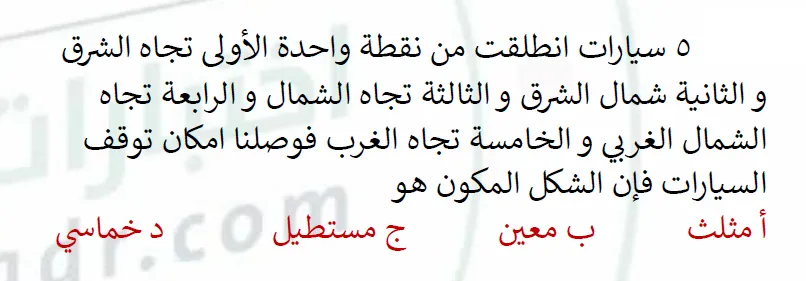 ٥ سيارات انطلقت من نقطة واحدة الأولى تجاه الشرق
و الثانية شمال الشرق و الثالثة تجاه الشمال و الرابعة تجاه
الشمال الغربي و الخامسة تجاه الغرب فوصلنا امكان توقف
السيارات فإن الشكل المكون هو
أ مثلث ب معين ج مستطيل د خماسي